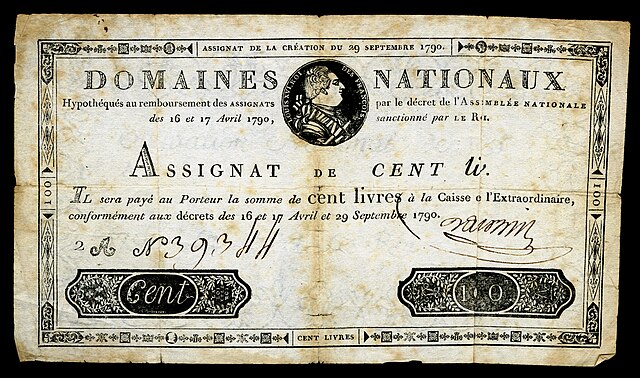 ASSIGNAT DE LA CRÉATION DU 29 SEPTEMBRE 1790.
DOMAINES NATIONAUX
LOUIS XVI ROI DES FRANÇOIS
Hypothéqués au remboursement des ASSIGNATS par le décret de l'ASSEMBLÉE NATIONALE
des 16 et 17 Avril 1790, sanctionné par LE ROI.
ASSIGNAT DE CENT liv.
IL sera payé au Porteur la somme de cent livres à la Caisse e l'Extraordinaire,
conformément aux décrets des 16 et 17 Avril et 29 Septembre 1790.
2 A N° 39344
Cent 100
100
100
CENT LIVRES